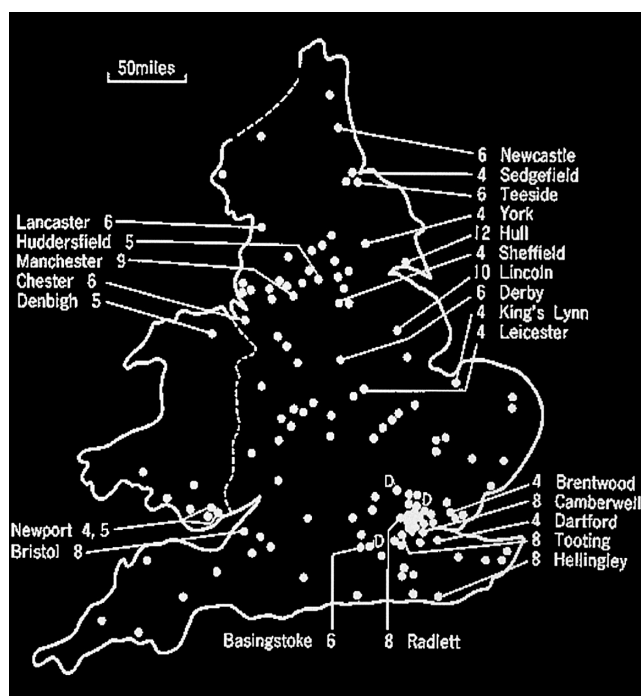 50miles
6 Newcastle
4 Sedgefield
6 Teeside
4 York
12 Hull
4 Sheffield
10 Lincoln
6 Derby
4 King's Lynn
4 Leicester
Lancaster 6
Huddersfield 5
Manchester 9
Chester 6
Denbigh 5
D
D
4 Brentwood
8 Camberwell
4 Dartford
8 Tooting
8 Hellingley
Newport 4, 5
Bristol 8
D
Basingstoke 6
8 Radlett